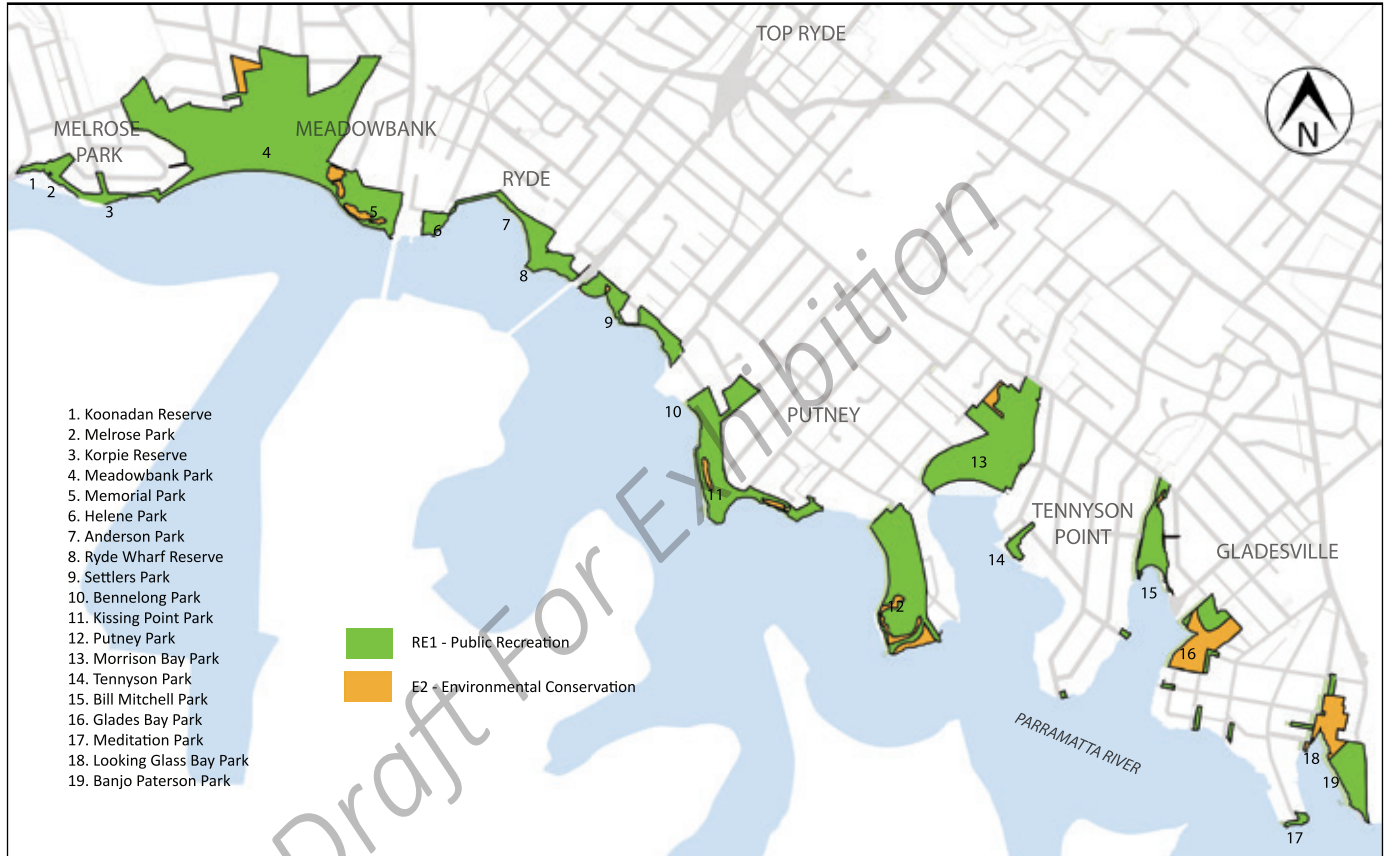 TOP RYDE
N
MELROSE
PARK
MEADOWBANK
4
RYDE
1
2
3
5
6
7
8
9
10
PUTNEY
11
12
13
14
TENNYSON
POINT
GLADESVILLE
15
16
PARRAMATTA RIVER
18
19
17
1. Koonadan Reserve
2. Melrose Park
3. Korpie Reserve
4. Meadowbank Park
5. Memorial Park
6. Helene Park
7. Anderson Park
8. Ryde Wharf Reserve
9. Settlers Park
10. Bennelong Park
11. Kissing Point Park
12. Putney Park
13. Morrison Bay Park
14. Tennyson Park
15. Bill Mitchell Park
16. Glades Bay Park
17. Meditation Park
18. Looking Glass Bay Park
19. Banjo Paterson Park
RE1 - Public Recreation
E2 - Environmental Conservation
Draft For Exhibition